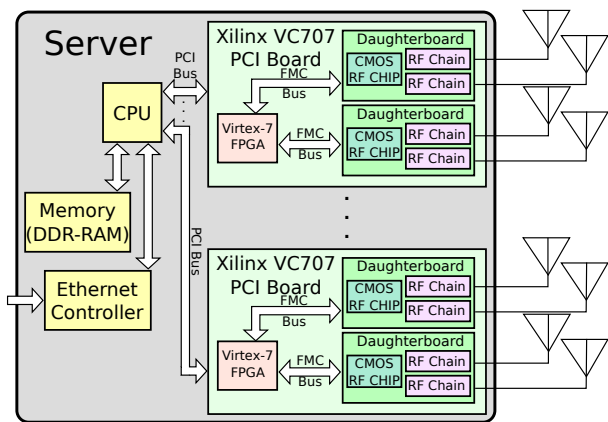 Server
PCI
Bus
CPU
Memory
(DDR-RAM)
Ethernet
Controller
PCI Bus
Xilinx VC707
PCI Board
FMC
Bus
Virtex-7
FPGA
FMC
Bus
Daughterboard
CMOS
RF CHIP
RF Chain
RF Chain
Daughterboard
CMOS
RF CHIP
RF Chain
RF Chain
Xilinx VC707
PCI Board
FMC
Bus
Virtex-7
FPGA
FMC
Bus
Daughterboard
CMOS
RF CHIP
RF Chain
RF Chain
Daughterboard
CMOS
RF CHIP
RF Chain
RF Chain